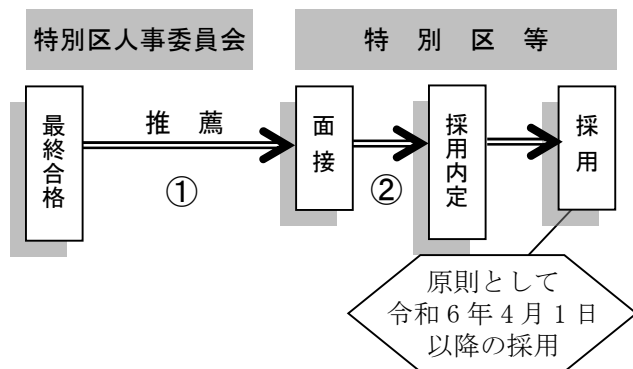 特別区人事委員会
特別区等
最終合格
推薦
①
面接
②
採用内定
採用
原則として
令和6年4月1日
以降の採用